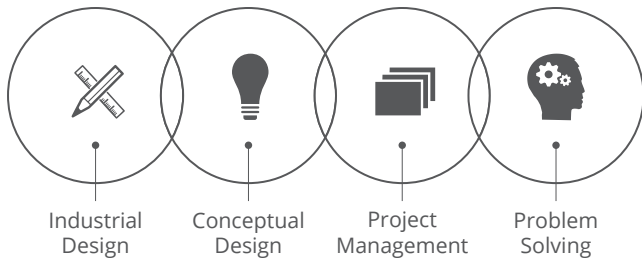 Industrial
Design
Conceptual
Design
Project
Management
Problem
Solving